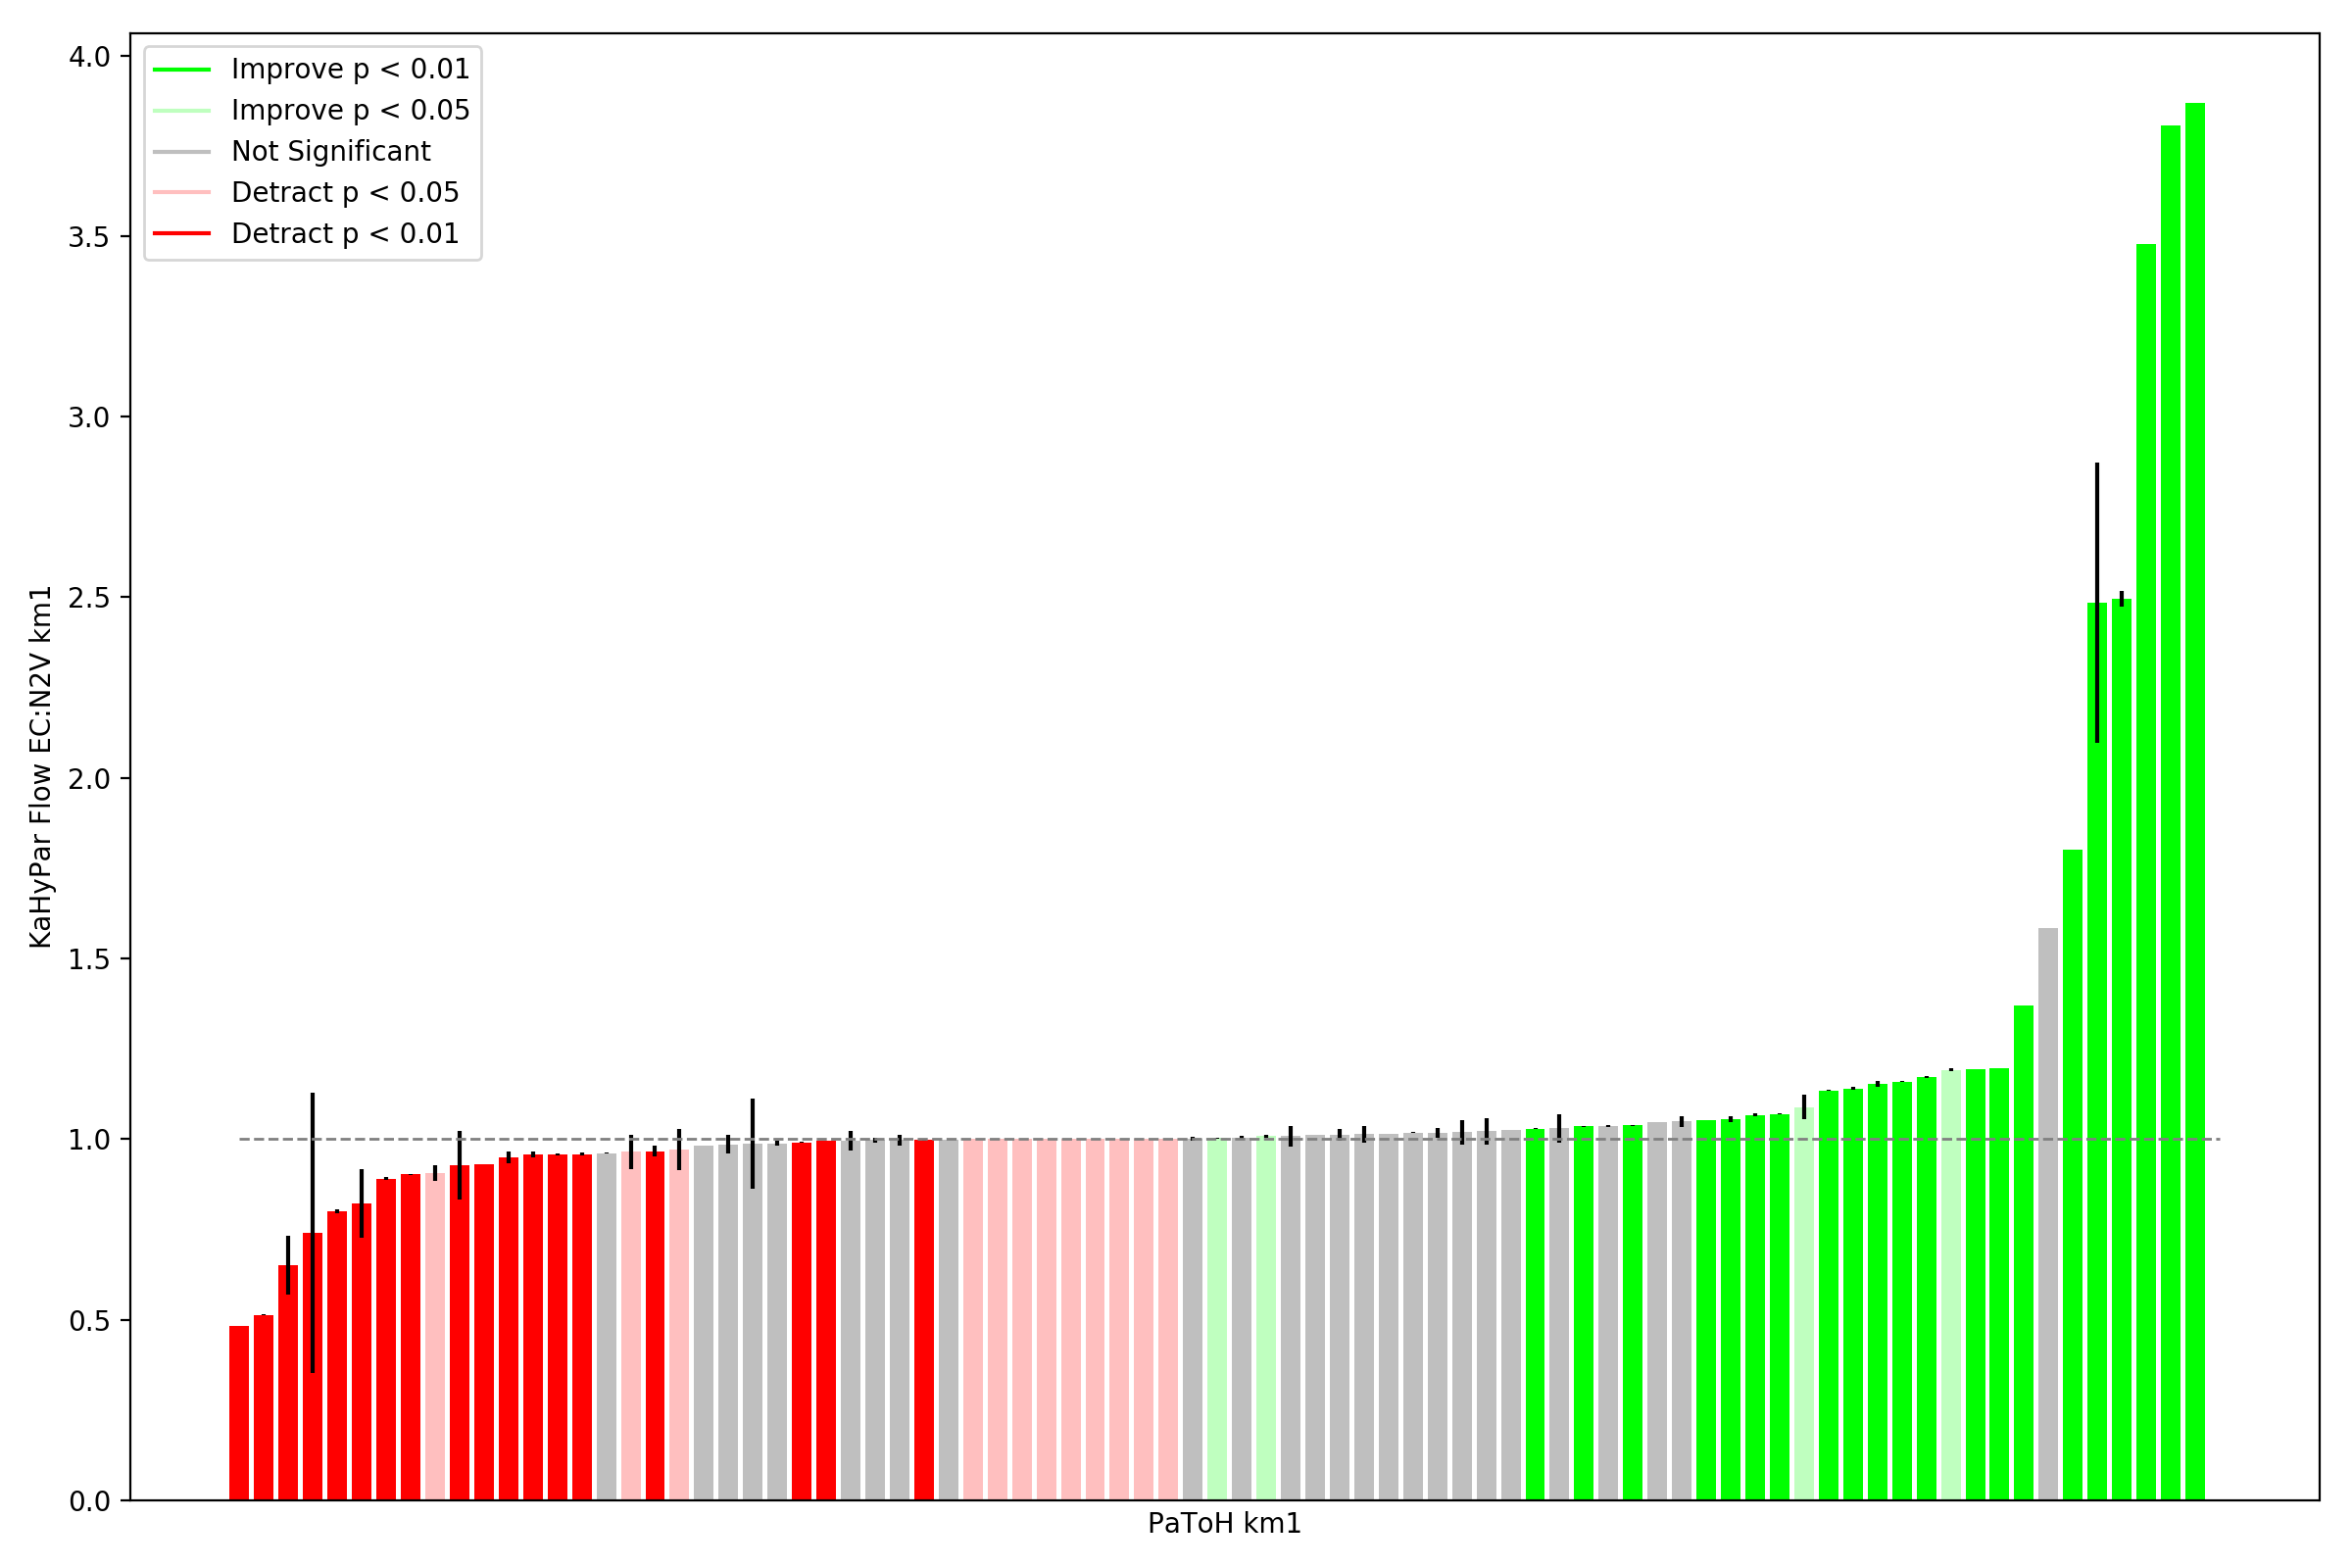 4.0
3.5
3.0
2.5
2.0
1.5
1.0
0.5
0.0
KaHyPar Flow EC:N2V km1
Improve p < 0.01
Improve p < 0.05
Not Significant
Detract p < 0.05
Detract p < 0.01
PaToH km1